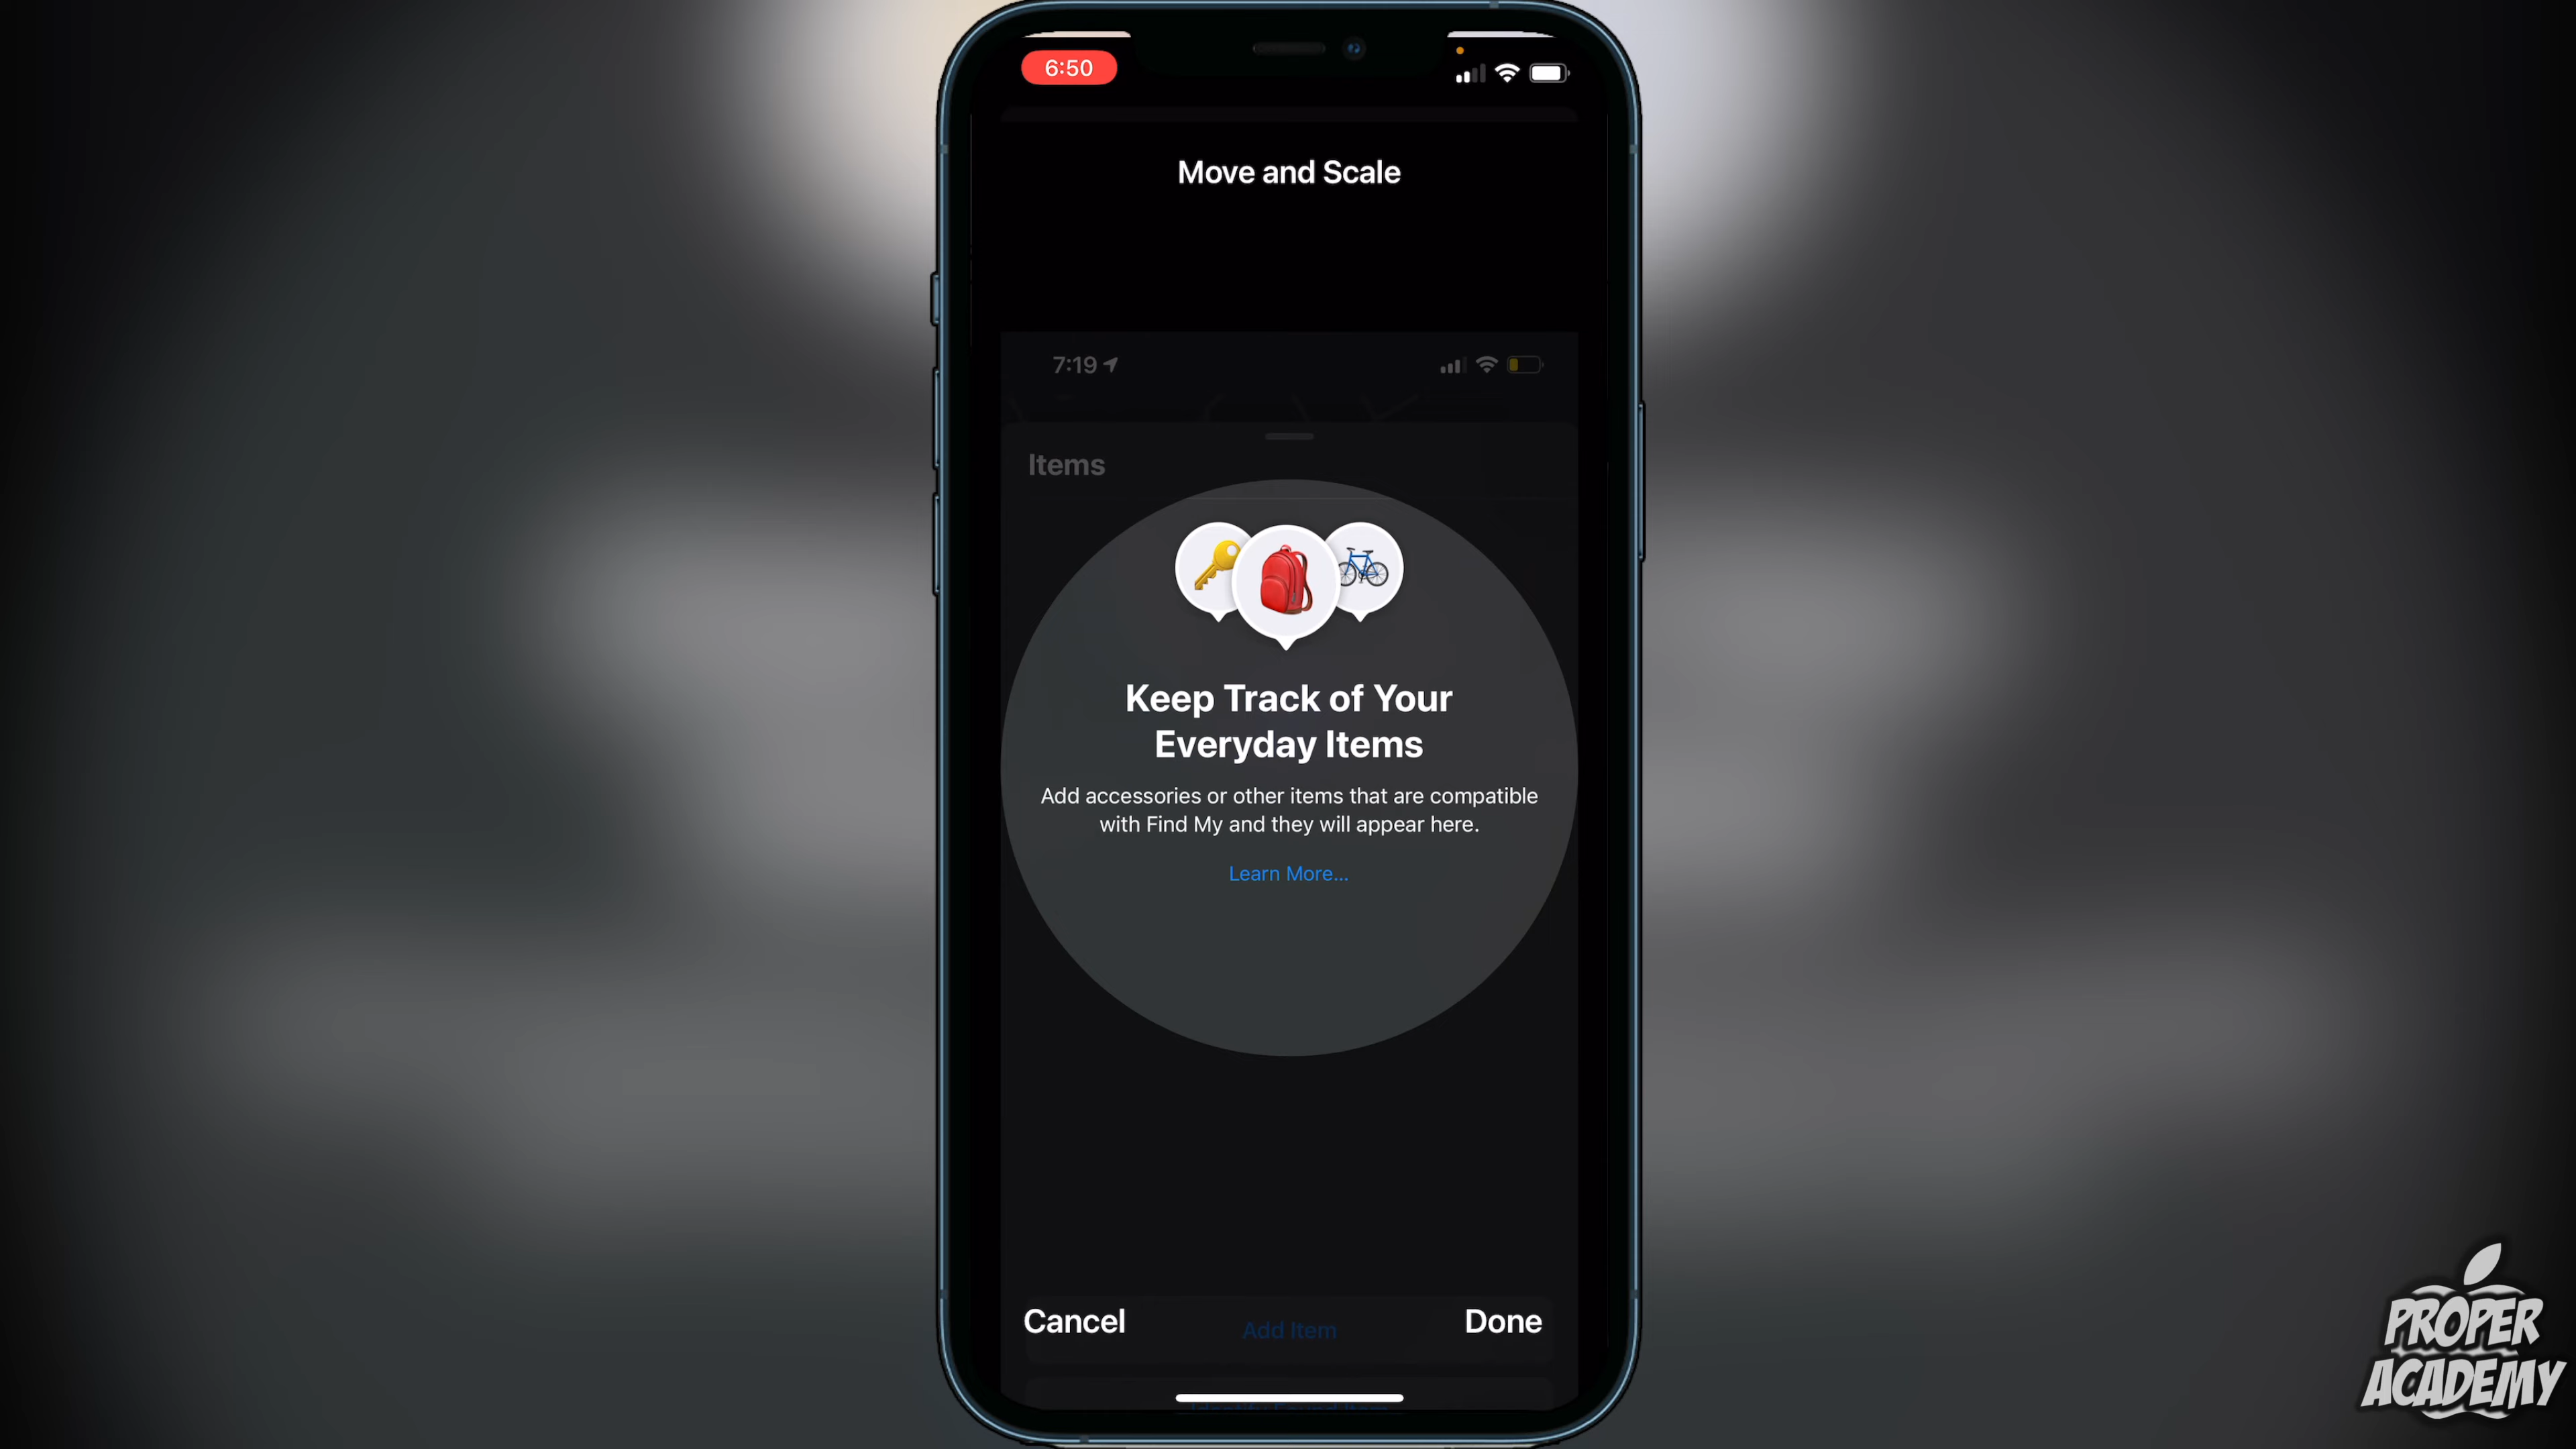 6:50
Move and Scale
7:19
Items
Keep Track of Your
Everyday Items
Add accessories or other items that are compatible
with Find My and they will appear here.
Learn More...
Cancel
Add Item
Done
PROPER
ACADEMY